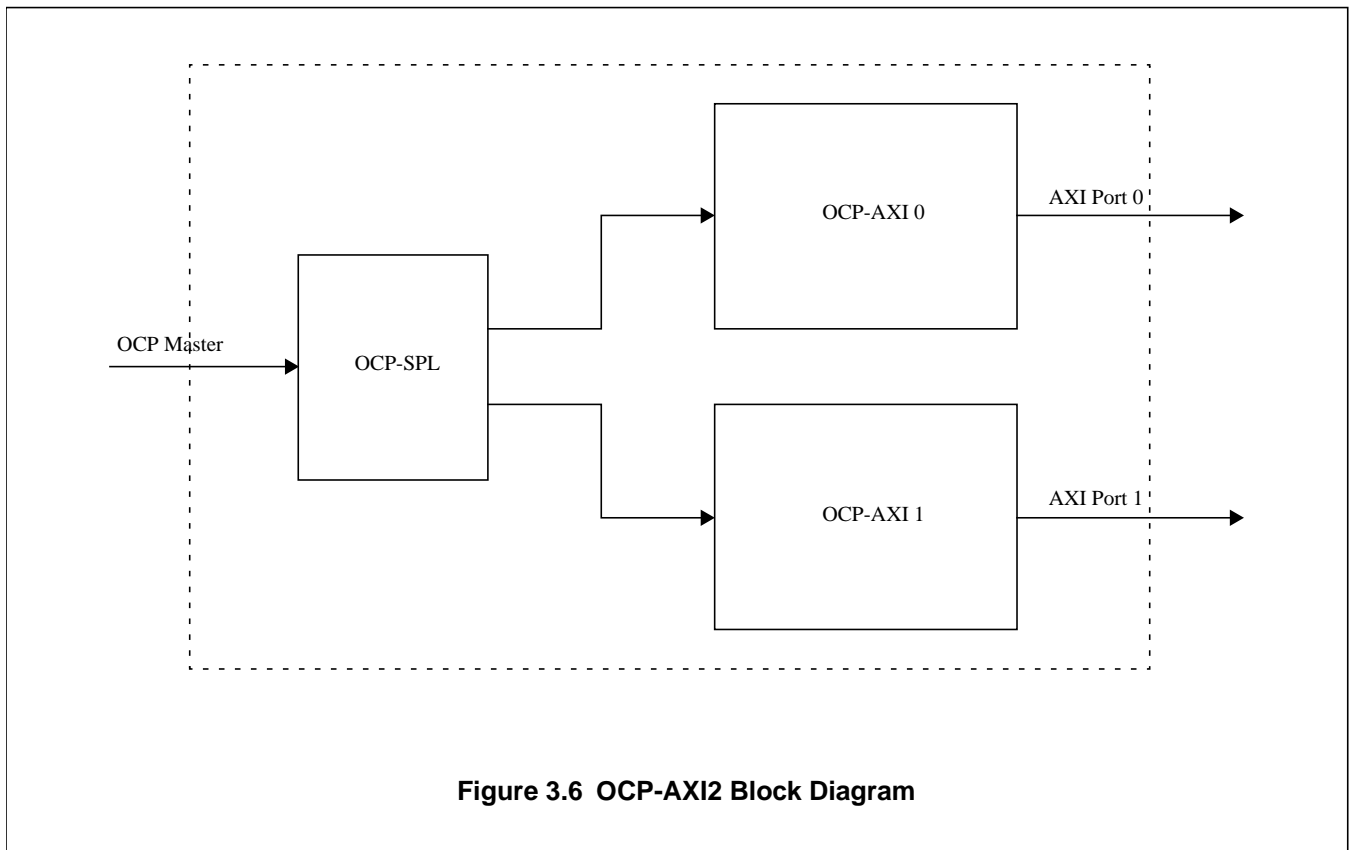 OCP-AXI 0
AXI Port 0
OCP Master
OCP-SPL
OCP-AXI 1
AXI Port 1
Figure 3.6 OCP-AXI2 Block Diagram